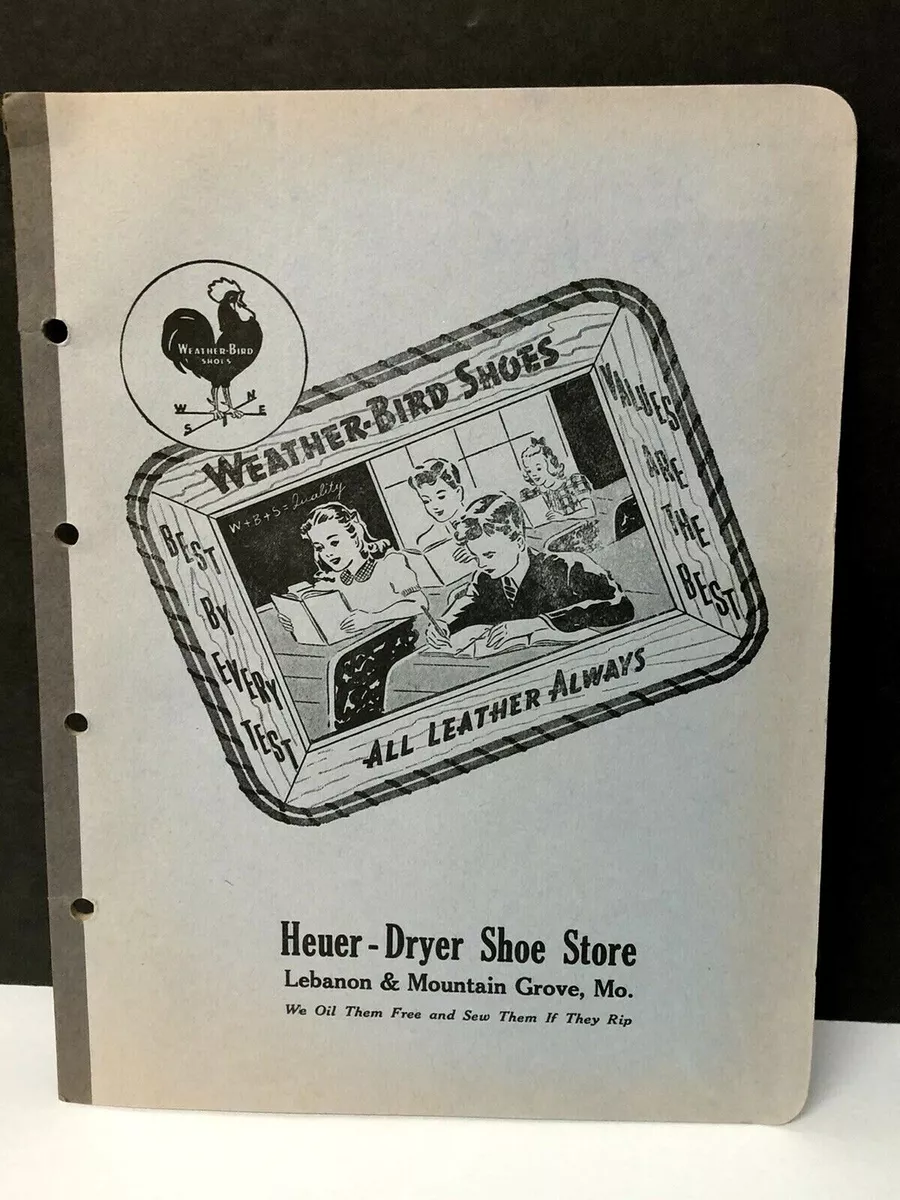 WEATHER-BIRD
SHOES
N
W E
S
WEATHER-BIRD SHOES
VALUES
ARE
THE
BEST
W+B+S=Quality
BEST
BY
EVERY
TEST
ALL LEATHER ALWAYS
Heuer-Dryer Shoe Store
Lebanon & Mountain Grove, Mo.
We Oil Them Free and Sew Them If They Rip